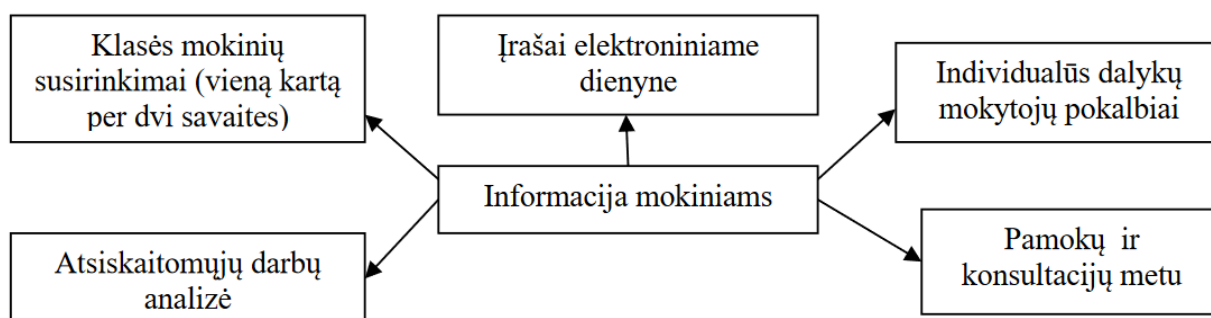 Klasės mokinių
susirinkimai (vieną kartą
per dvi savaites)
Įrašai elektroniniame
dienyne
Individualūs dalykų
mokytojų pokalbiai
Informacija mokiniams
Atsiskaitomųjų darbų
analizė
Pamokų ir
konsultacijų metu